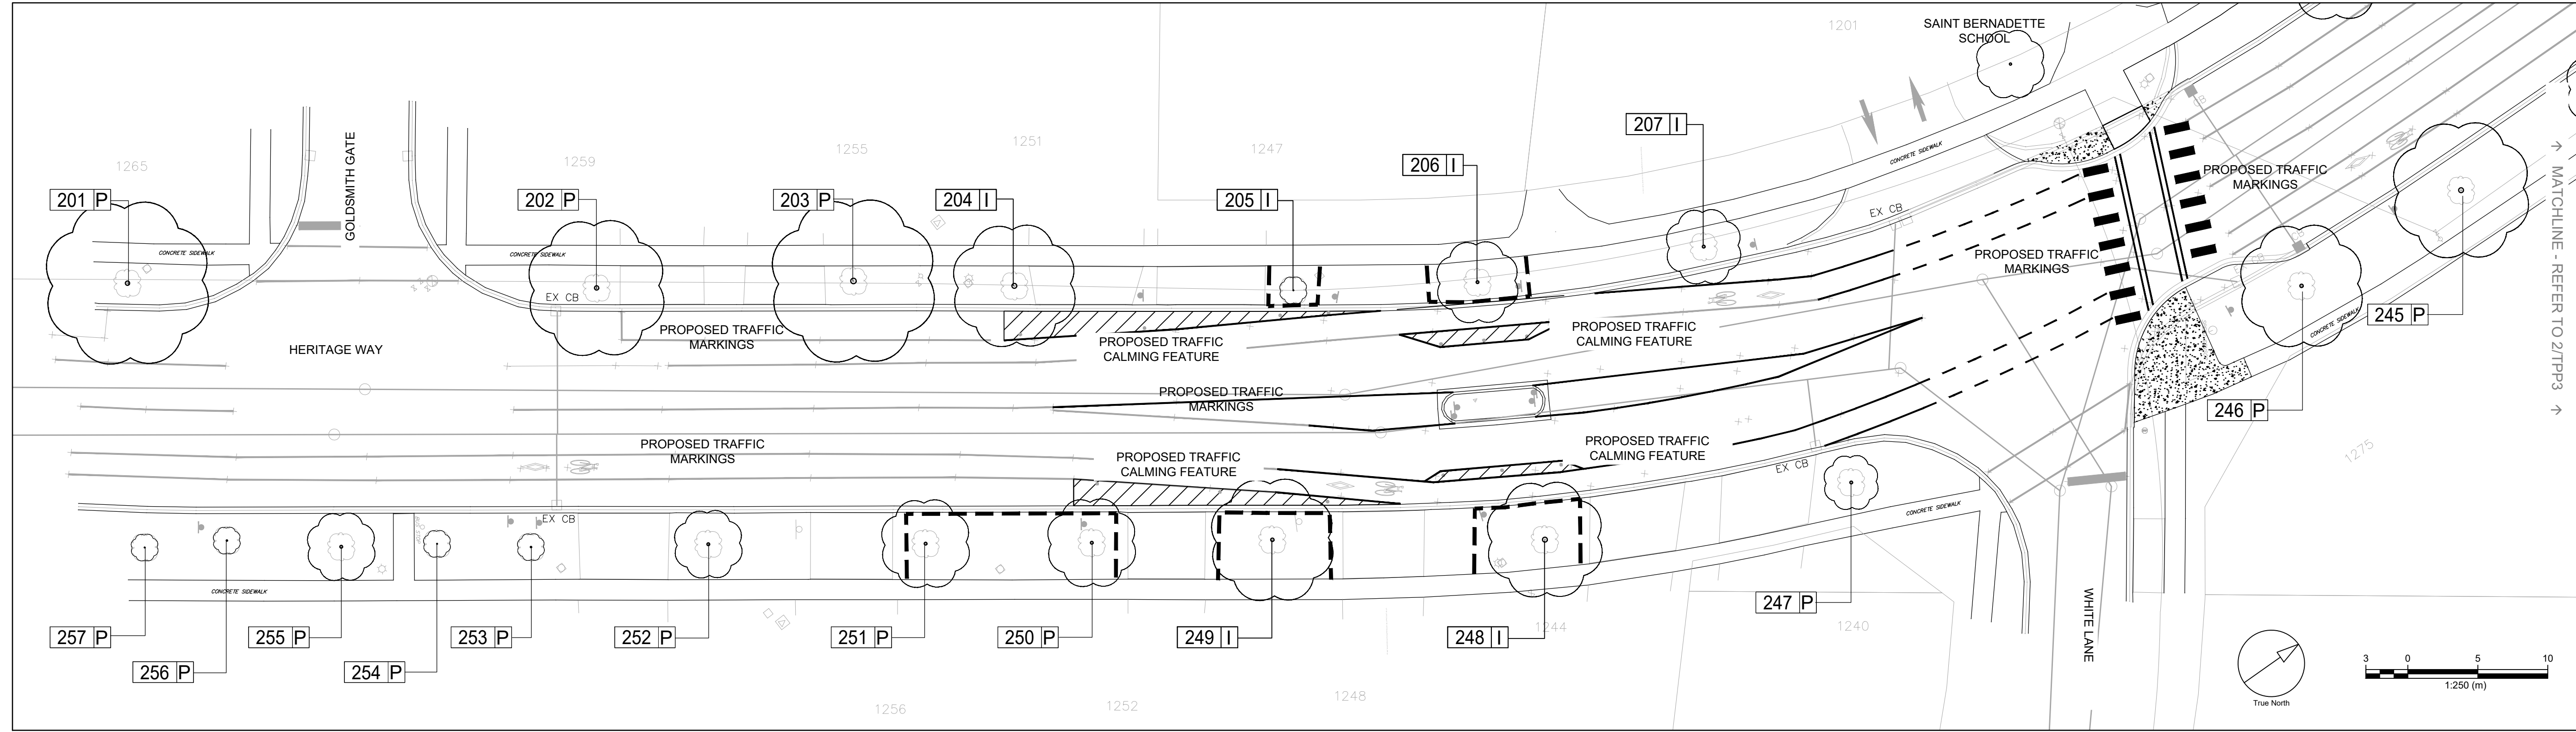 SAINT BERNADETTE
SCHOOL
1201
1265
GOLDSMITH GATE
1259
1255
1251
1247
201 P
202 P
203 P
204 I
205 I
206 I
207 I
CONCRETE SIDEWALK
CONCRETE SIDEWALK
CONCRETE SIDEWALK
EX CB
EX CB
CB
PROPOSED TRAFFIC
MARKINGS
PROPOSED TRAFFIC
MARKINGS
HERITAGE WAY
PROPOSED TRAFFIC
MARKINGS
PROPOSED TRAFFIC
CALMING FEATURE
PROPOSED TRAFFIC
CALMING FEATURE
PROPOSED TRAFFIC
MARKINGS
PROPOSED TRAFFIC
MARKINGS
PROPOSED TRAFFIC
CALMING FEATURE
PROPOSED TRAFFIC
CALMING FEATURE
EX CB
EX CB
EX CB
CONCRETE SIDEWALK
CONCRETE SIDEWALK
CONCRETE SIDEWALK
245 P
246 P
247 P
248 I
249 I
250 P
251 P
252 P
253 P
254 P
255 P
256 P
257 P
1275
1240
1244
1248
1252
1256
WHITE LANE
MATCHLINE - REFER TO 2/TPP3
True North
3 0 5 10
1:250 (m)